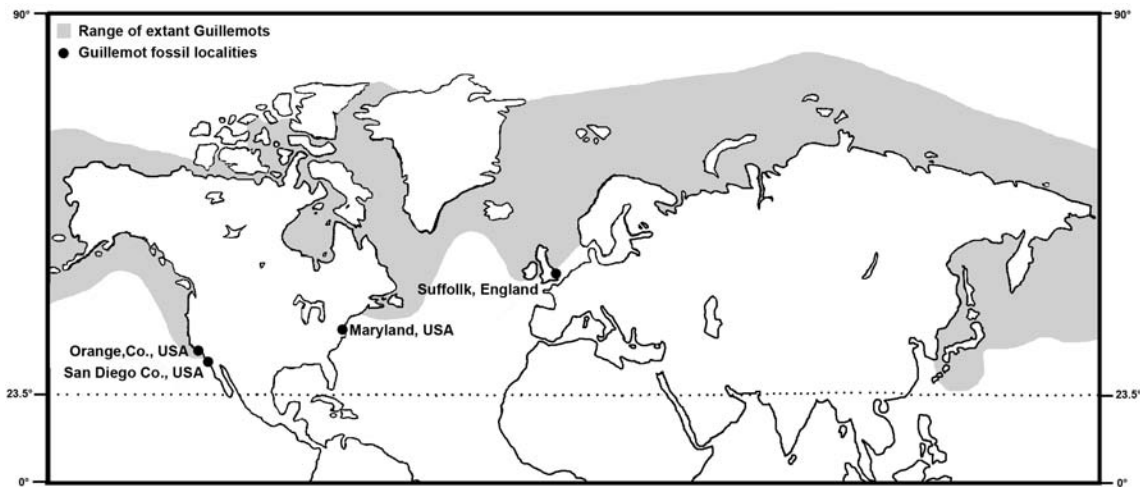 90°
90°
Range of extant Guillemots
Guillemot fossil localities
Suffollk, England
Maryland, USA
Orange,Co., USA
San Diego Co., USA
23.5°
23.5°
0°
0°